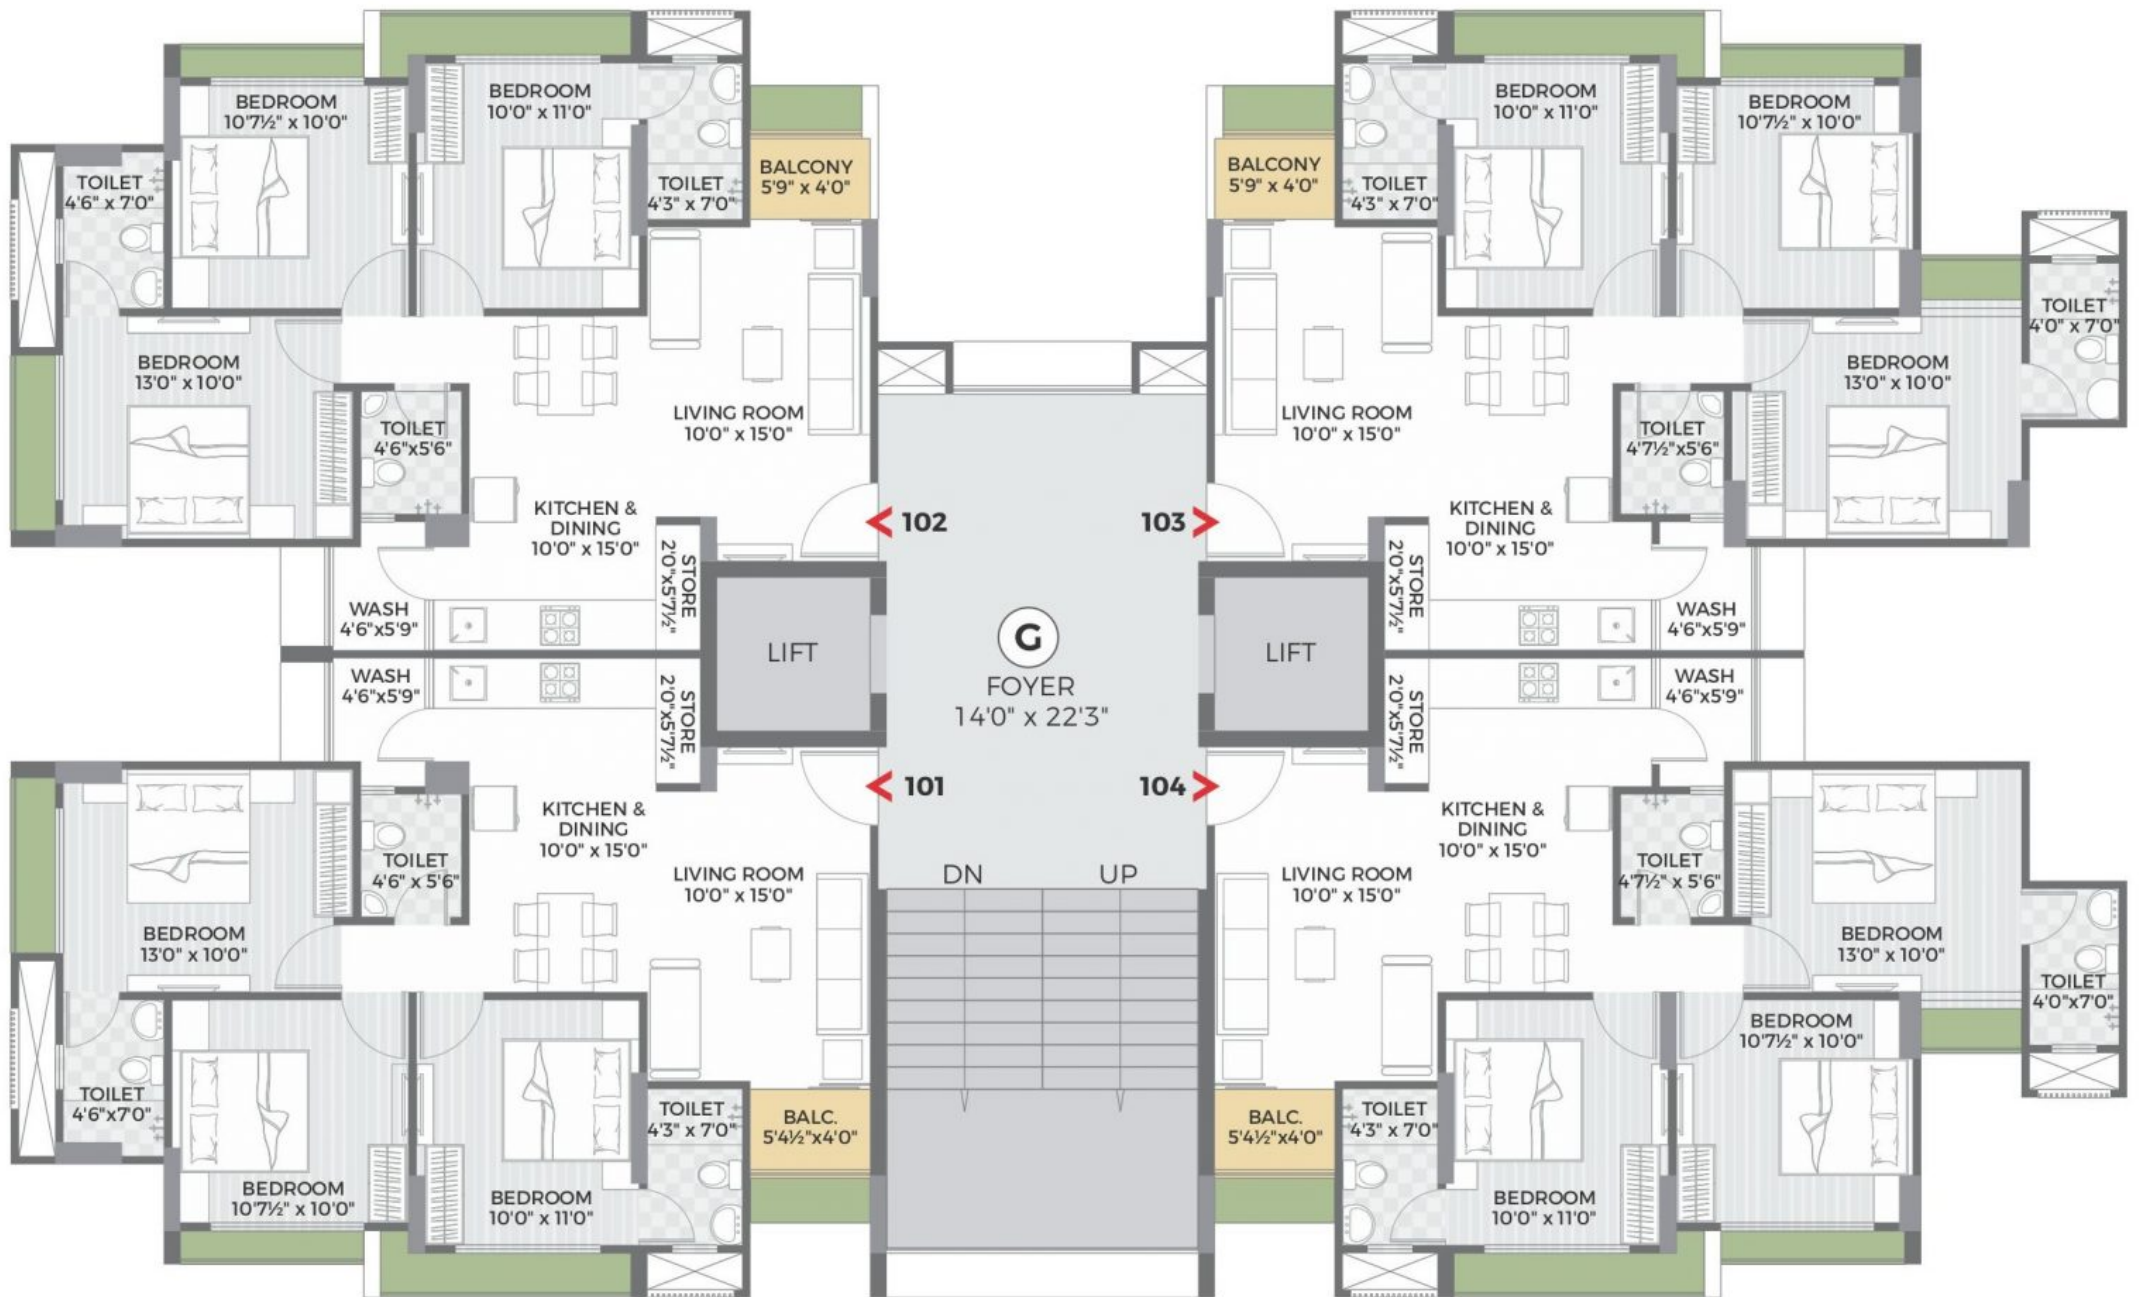 BEDROOM
10'7½" x 10'0"
BEDROOM
10'0" x 11'0"
TOILET
4'6" x 7'0"
TOILET
4'3" x 7'0"
BALCONY
5'9" x 4'0"
BEDROOM
13'0" x 10'0"
TOILET
4'6"x5'6"
LIVING ROOM
10'0" x 15'0"
KITCHEN &
DINING
10'0" x 15'0"
STORE
2'0"x5'7½"
WASH
4'6"x5'9"
102
BALCONY
5'9" x 4'0"
TOILET
4'3" x 7'0"
BEDROOM
10'0" x 11'0"
BEDROOM
10'7½" x 10'0"
TOILET
4'0" x 7'0"
BEDROOM
13'0" x 10'0"
TOILET
4'7½"x5'6"
LIVING ROOM
10'0" x 15'0"
KITCHEN &
DINING
10'0" x 15'0"
STORE
2'0"x5'7½"
WASH
4'6"x5'9"
103
LIFT
G
FOYER
14'0" x 22'3"
LIFT
WASH
4'6"x5'9"
STORE
2'0"x5'7½"
101
KITCHEN &
DINING
10'0" x 15'0"
TOILET
4'6" x 5'6"
LIVING ROOM
10'0" x 15'0"
BEDROOM
13'0" x 10'0"
TOILET
4'6"x7'0"
BEDROOM
10'7½" x 10'0"
BEDROOM
10'0" x 11'0"
TOILET
4'3" x 7'0"
BALC.
5'4½"x4'0"
DN
UP
104
STORE
2'0"x5'7½"
WASH
4'6"x5'9"
KITCHEN &
DINING
10'0" x 15'0"
LIVING ROOM
10'0" x 15'0"
TOILET
4'7½" x 5'6"
BEDROOM
13'0" x 10'0"
TOILET
4'0"x7'0"
BEDROOM
10'7½" x 10'0"
BALC.
5'4½"x4'0"
TOILET
4'3" x 7'0"
BEDROOM
10'0" x 11'0"